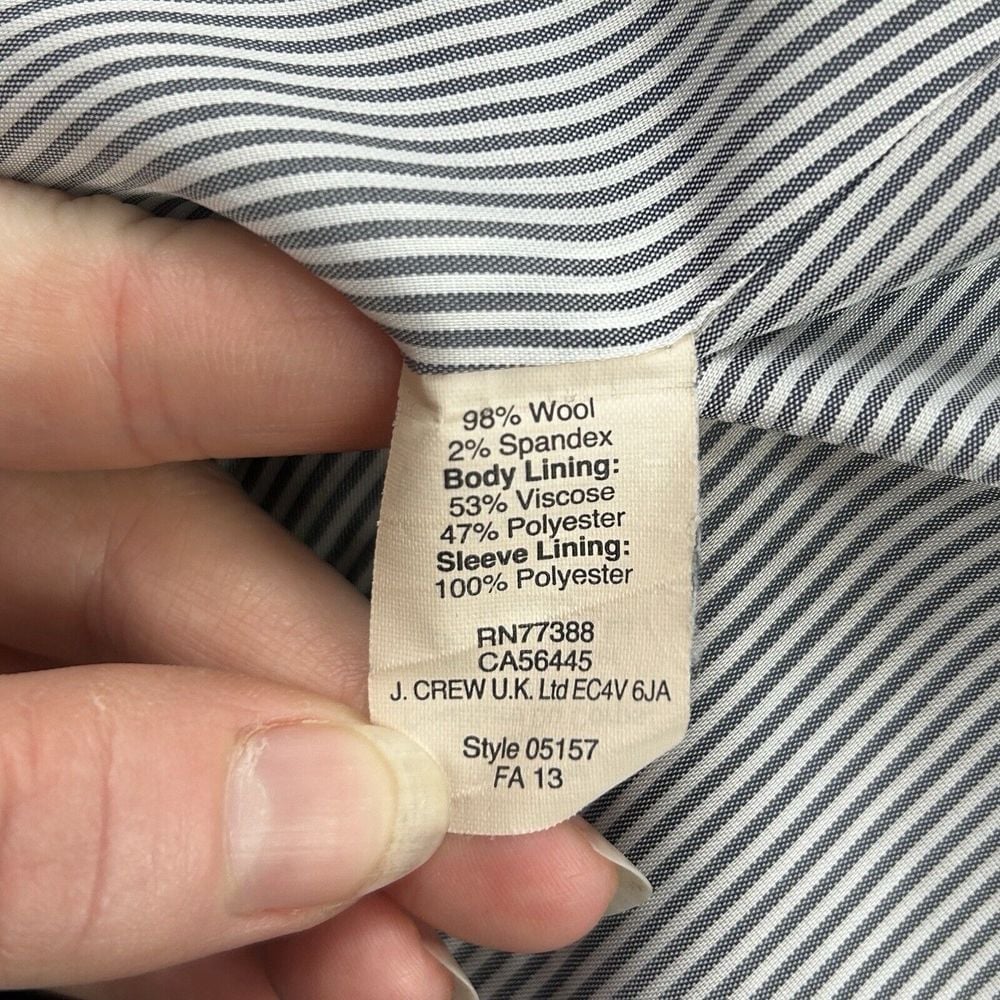 98% Wool
2% Spandex
Body Lining:
53% Viscose
47% Polyester
Sleeve Lining:
100% Polyester
RN77388
CA56445
J. CREW U.K. Ltd EC4V 6JA
Style 05157
FA 13